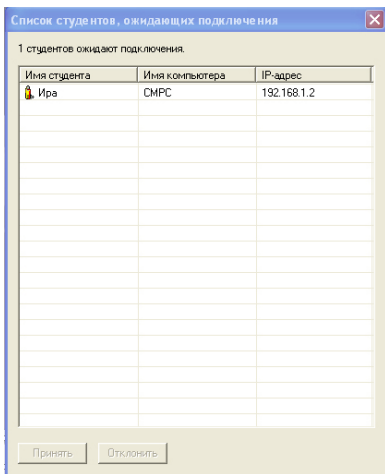 Список студентов, ожидающих подключения
1 студентов ожидают подключения.
Имя студента Имя компьютера IP-адрес
Ира CMPC 192.168.1.2
Принять Отклонить